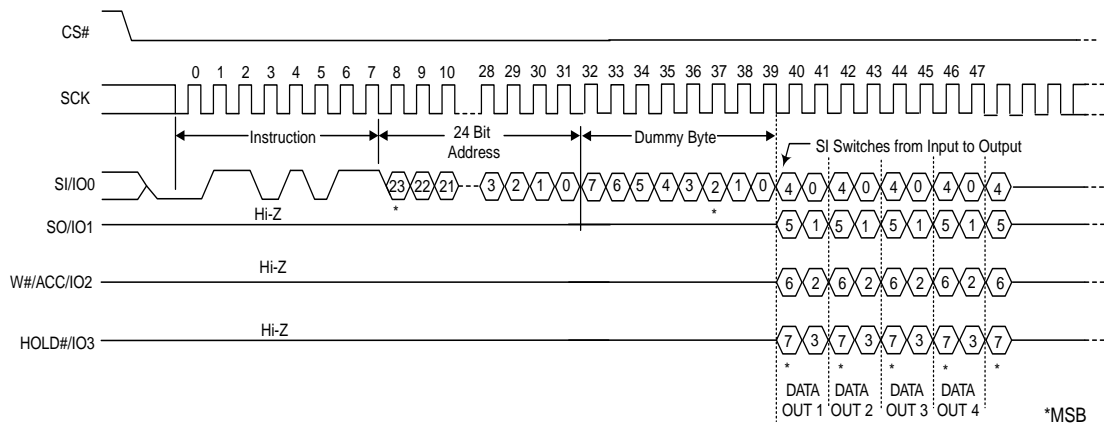 CS#
0 1 2 3 4 5 6 7 8 9 10 28 29 30 31 32 33 34 35 36 37 38 39 40 41 42 43 44 45 46 47
SCK
Instruction 24 Bit Address Dummy Byte
SI Switches from Input to Output
SI/IO0 23 22 21 3 2 1 0 7 6 5 4 3 2 1 0 4 0 4 0 4 0 4 0 4
* *
Hi-Z
SO/IO1 5 1 5 1 5 1 5 1 5
Hi-Z
W#/ACC/IO2 6 2 6 2 6 2 6 2 6
Hi-Z
HOLD#/IO3 7 3 7 3 7 3 7 3 7
* * * * *
DATA OUT 1 DATA OUT 2 DATA OUT 3 DATA OUT 4
*MSB